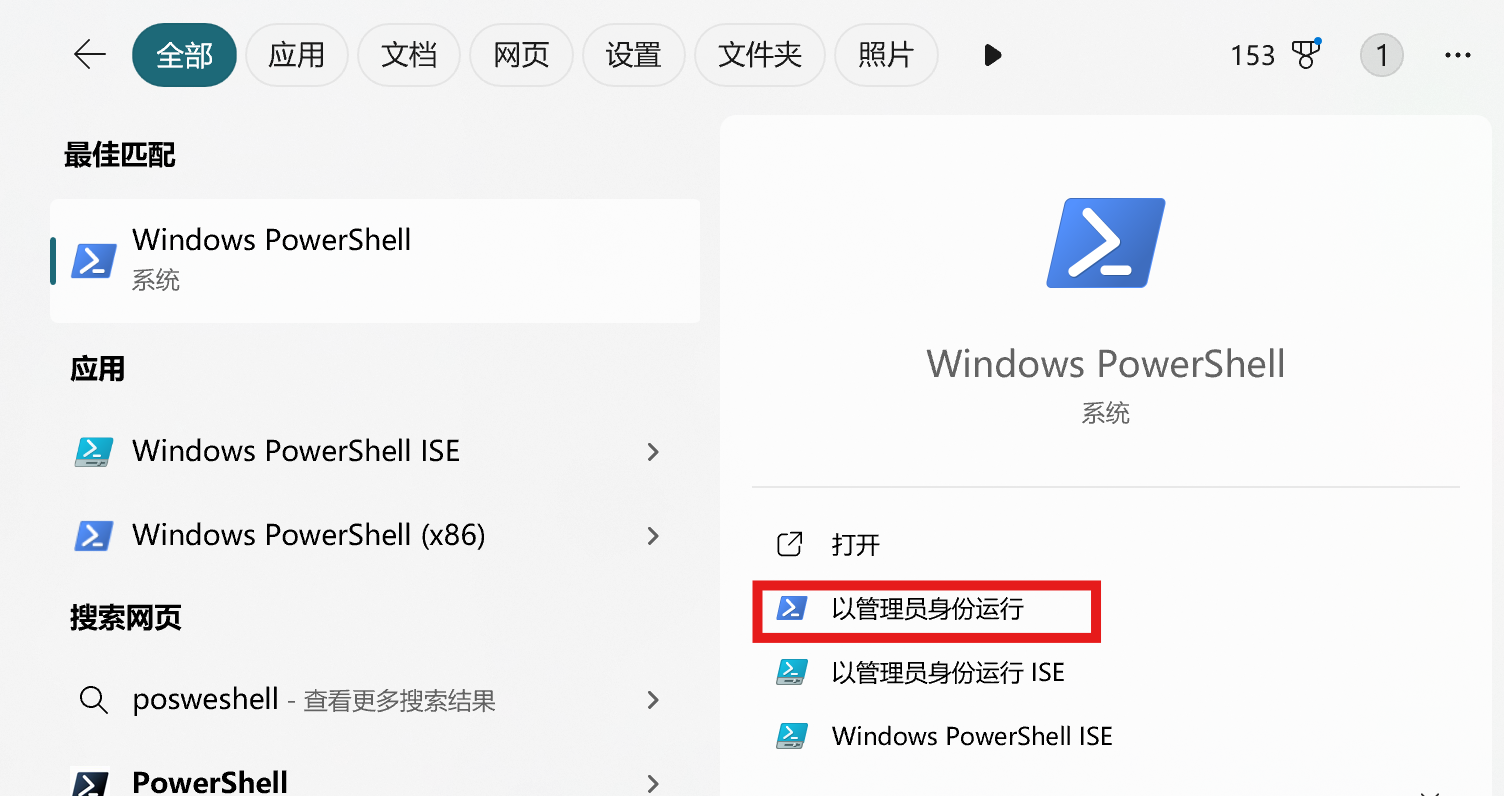 全部 应用 文档 网页 设置 文件夹 照片 153 1
最佳匹配
Windows PowerShell
系统
应用
Windows PowerShell ISE
Windows PowerShell (x86)
搜索网页
posweshell - 查看更多搜索结果
PowerShell
Windows PowerShell
系统
打开
以管理员身份运行
以管理员身份运行 ISE
Windows PowerShell ISE